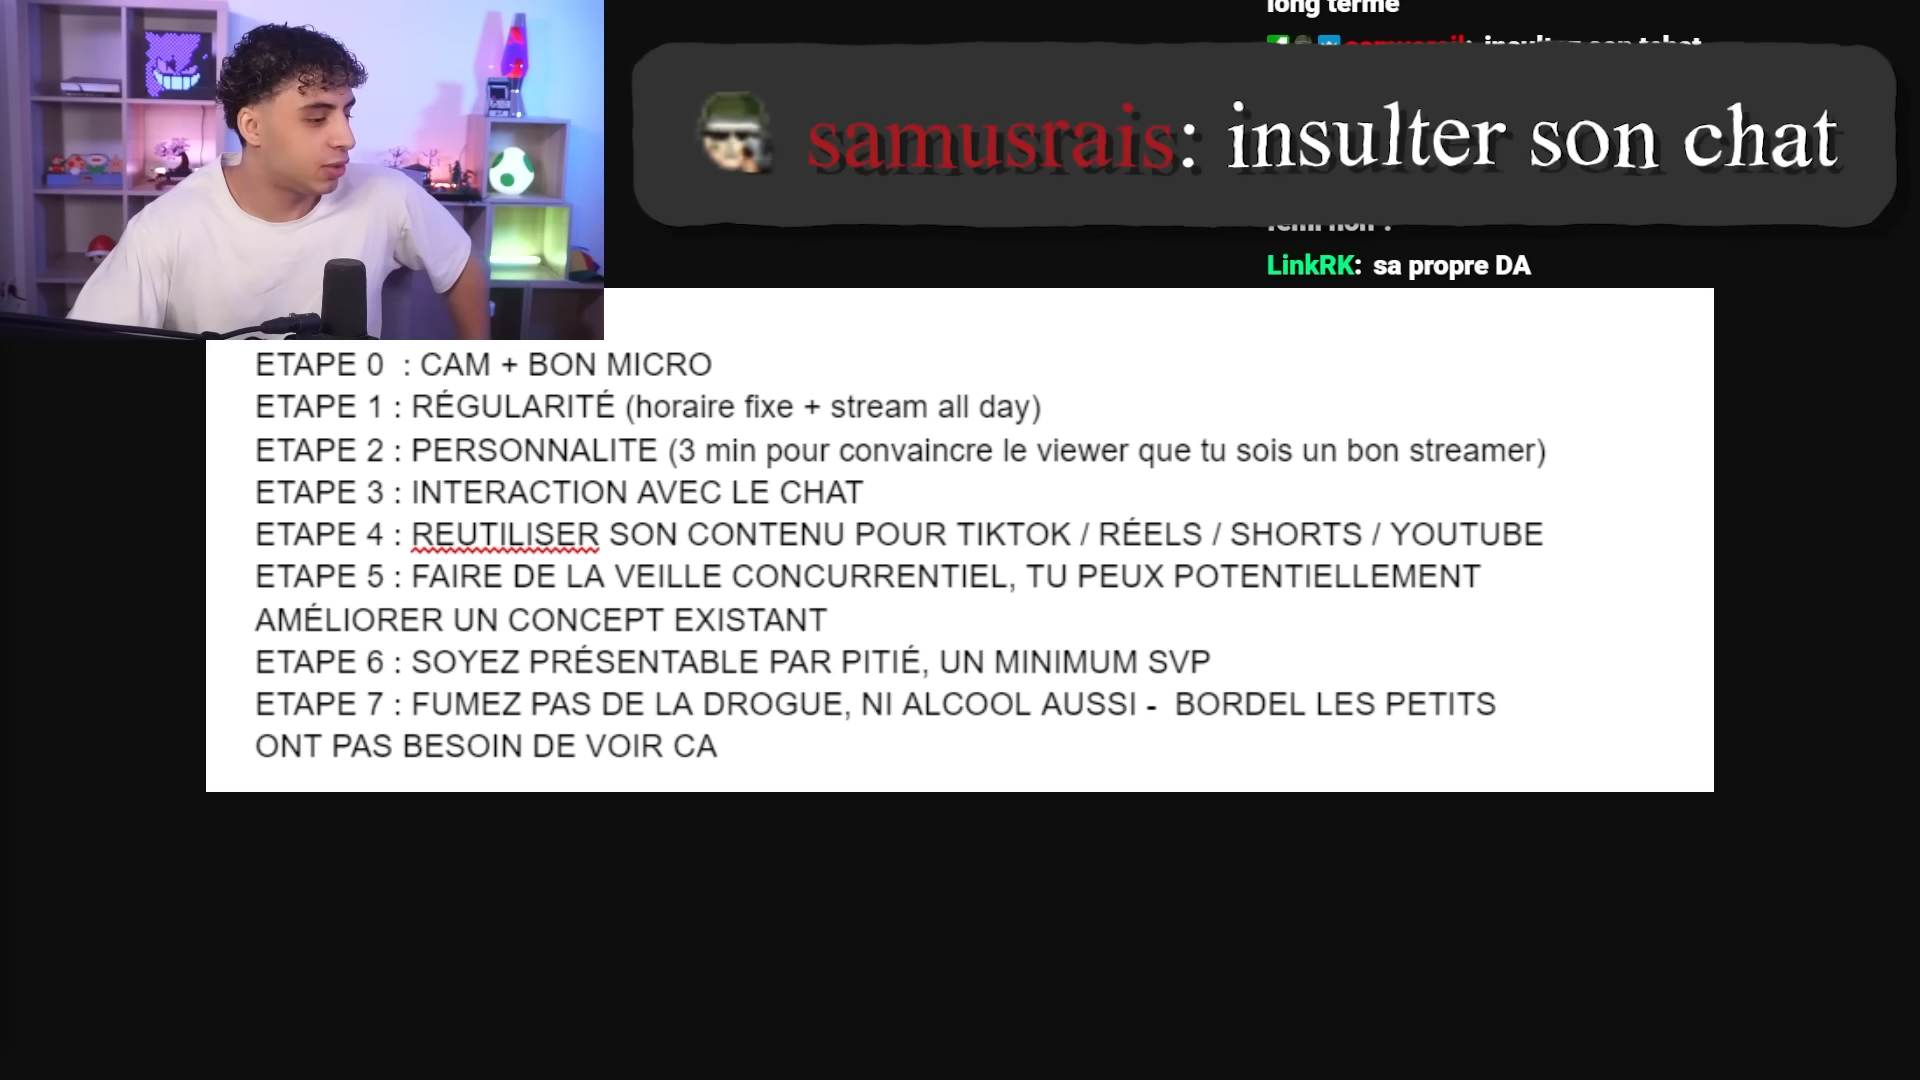 long terme
samusrais: insulter son chat
LinkRK: sa propre DA
ETAPE 0 : CAM + BON MICRO
ETAPE 1 : RÉGULARITÉ (horaire fixe + stream all day)
ETAPE 2 : PERSONNALITE (3 min pour convaincre le viewer que tu sois un bon streamer)
ETAPE 3 : INTERACTION AVEC LE CHAT
ETAPE 4 : REUTILISER SON CONTENU POUR TIKTOK / RÉELS / SHORTS / YOUTUBE
ETAPE 5 : FAIRE DE LA VEILLE CONCURRENTIEL, TU PEUX POTENTIELLEMENT
AMÉLIORER UN CONCEPT EXISTANT
ETAPE 6 : SOYEZ PRÉSENTABLE PAR PITIÉ, UN MINIMUM SVP
ETAPE 7 : FUMEZ PAS DE LA DROGUE, NI ALCOOL AUSSI - BORDEL LES PETITS
ONT PAS BESOIN DE VOIR CA